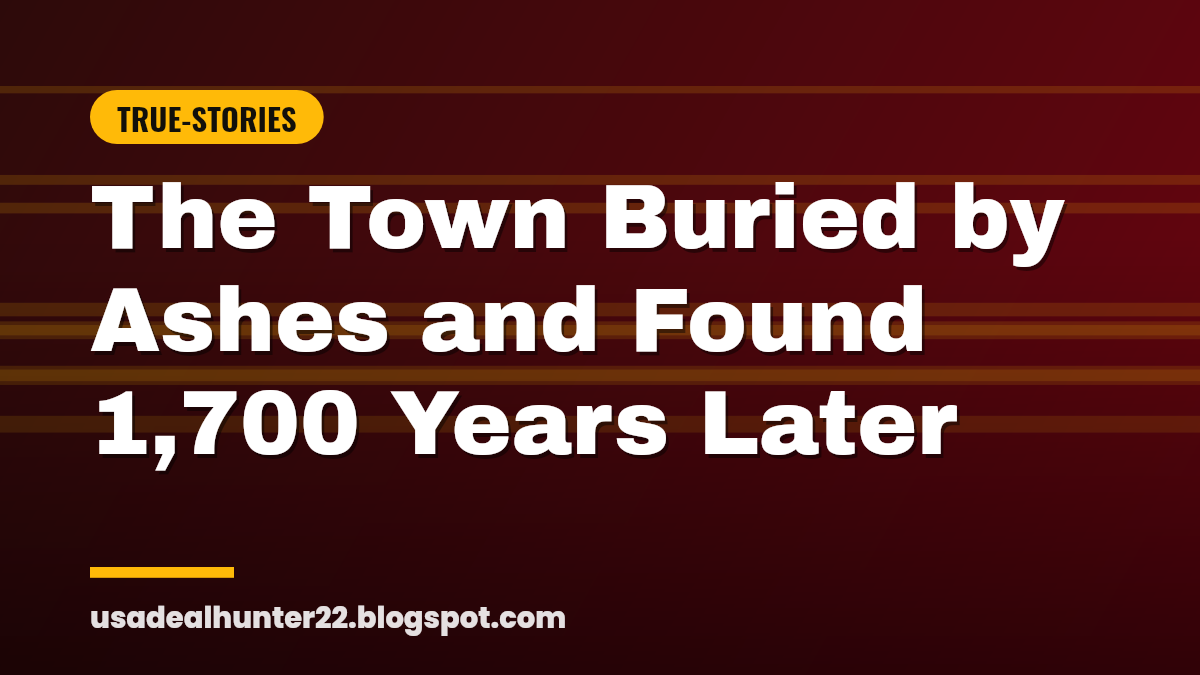 TRUE-STORIES
The Town Buried by
Ashes and Found
1,700 Years Later
usadealhunter22.blogspot.com